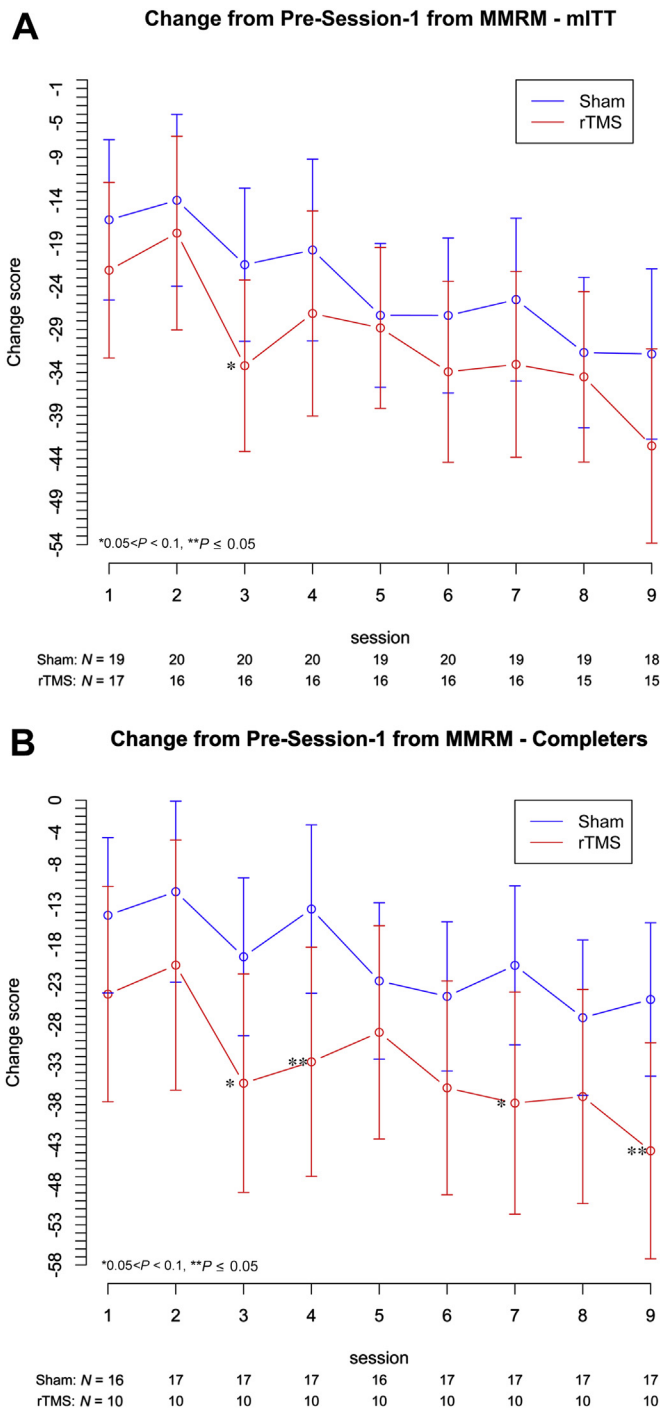 A
Change from Pre-Session-1 from MMRM - mITT
Sham
rTMS
Change score
-1
-5
-9
-14
-19
-24
-29
-34
-39
-44
-49
-54
*
*0.05<P < 0.1, **P ≤ 0.05
1 2 3 4 5 6 7 8 9
session
Sham: N = 19 20 20 20 19 20 19 19 18
rTMS: N = 17 16 16 16 16 16 16 15 15
B
Change from Pre-Session-1 from MMRM - Completers
Sham
rTMS
Change score
0
-4
-8
-13
-18
-23
-28
-33
-38
-43
-48
-53
-58
*
**
*
**
*0.05<P < 0.1, **P ≤ 0.05
1 2 3 4 5 6 7 8 9
session
Sham: N = 16 17 17 17 16 17 17 17 17
rTMS: N = 10 10 10 10 10 10 10 10 10